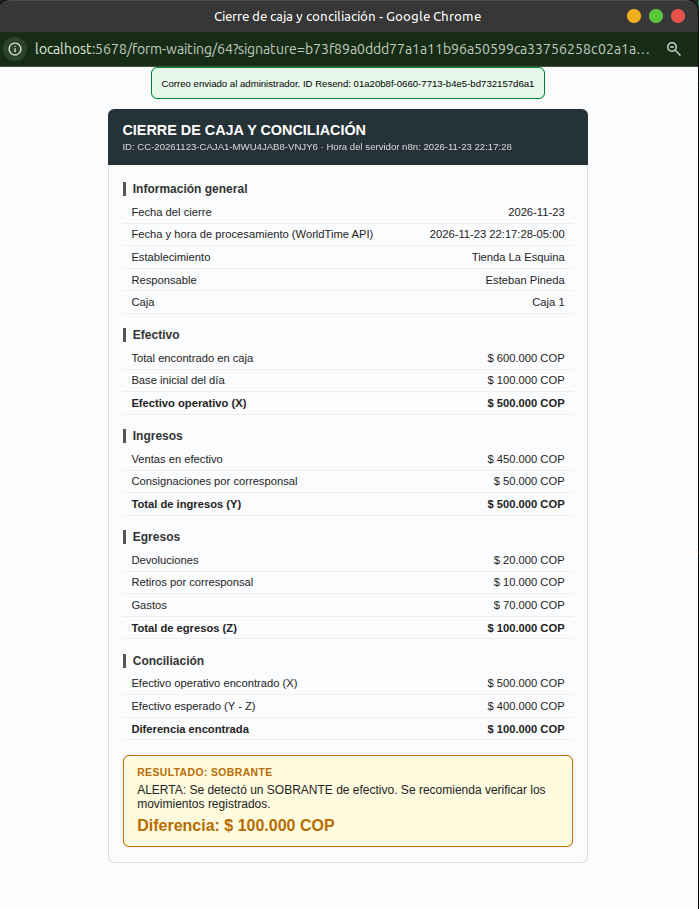 Cierre de caja y conciliación - Google Chrome
localhost:5678/form-waiting/64?signature=b73f89a0ddd77a1a11b96a50599ca33756258c02a1a...
Correo enviado al administrador. ID Resend: 01a20b8f-0660-7713-b4e5-bd732157d6a1
CIERRE DE CAJA Y CONCILIACIÓN
ID: CC-20261123-CAJA1-MWU4JAB8-VNJY6 · Hora del servidor n8n: 2026-11-23 22:17:28
Información general
Fecha del cierre 2026-11-23
Fecha y hora de procesamiento (WorldTime API) 2026-11-23 22:17:28-05:00
Establecimiento Tienda La Esquina
Responsable Esteban Pineda
Caja Caja 1
Efectivo
Total encontrado en caja $ 600.000 COP
Base inicial del día $ 100.000 COP
Efectivo operativo (X) $ 500.000 COP
Ingresos
Ventas en efectivo $ 450.000 COP
Consignaciones por corresponsal $ 50.000 COP
Total de ingresos (Y) $ 500.000 COP
Egresos
Devoluciones $ 20.000 COP
Retiros por corresponsal $ 10.000 COP
Gastos $ 70.000 COP
Total de egresos (Z) $ 100.000 COP
Conciliación
Efectivo operativo encontrado (X) $ 500.000 COP
Efectivo esperado (Y - Z) $ 400.000 COP
Diferencia encontrada $ 100.000 COP
RESULTADO: SOBRANTE
ALERTA: Se detectó un SOBRANTE de efectivo. Se recomienda verificar los
movimientos registrados.
Diferencia: $ 100.000 COP